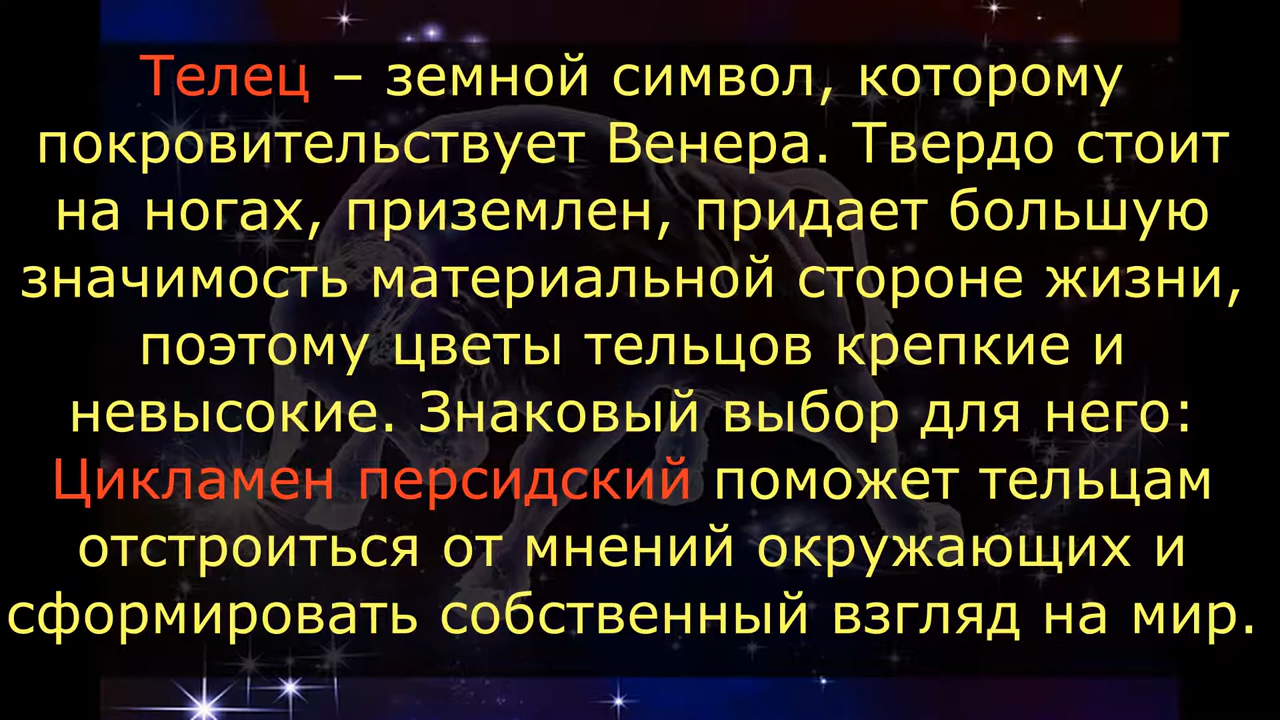 Телец – земной символ, которому
покровительствует Венера. Твердо стоит
на ногах, приземлен, придает большую
значимость материальной стороне жизни,
поэтому цветы тельцов крепкие и
невысокие. Знаковый выбор для него:
Цикламен персидский поможет тельцам
отстроиться от мнений окружающих и
сформировать собственный взгляд на мир.